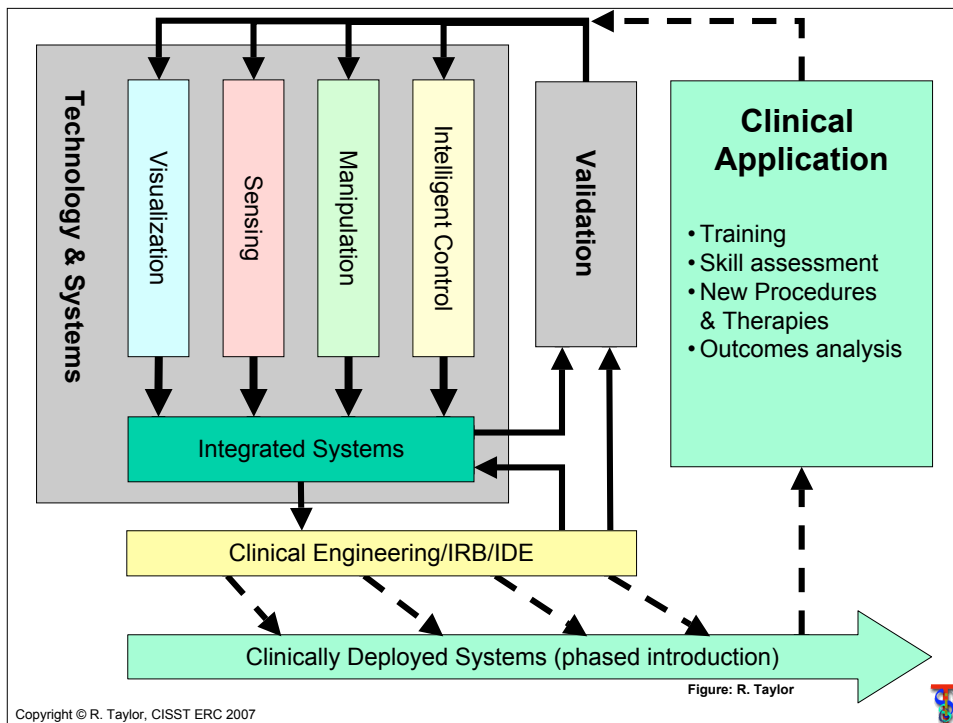 Technology & Systems
Visualization
Sensing
Manipulation
Intelligent Control
Validation
Clinical
Application
• Training
• Skill assessment
• New Procedures
& Therapies
• Outcomes analysis
Integrated Systems
Clinical Engineering/IRB/IDE
Clinically Deployed Systems (phased introduction)
Figure: R. Taylor
Copyright © R. Taylor, CISST ERC 2007